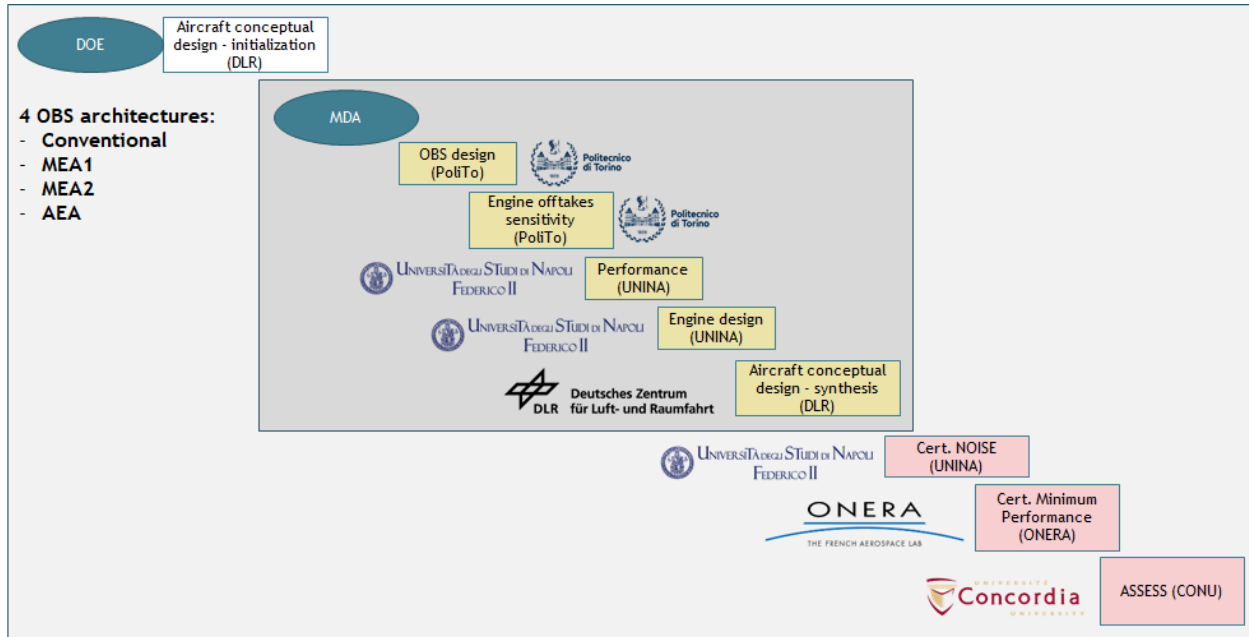 DOE
Aircraft conceptual
design - initialization
(DLR)
4 OBS architectures:
- Conventional
- MEA1
- MEA2
- AEA
MDA
OBS design
(PoliTo)
Politecnico
di Torino
Engine offtakes
sensitivity
(PoliTo)
Politecnico
di Torino
UNIVERSITÀ DEGLI STUDI DI NAPOLI
FEDERICO II
Performance
(UNINA)
UNIVERSITÀ DEGLI STUDI DI NAPOLI
FEDERICO II
Engine design
(UNINA)
DLR
Deutsches Zentrum
für Luft- und Raumfahrt
Aircraft conceptual
design - synthesis
(DLR)
UNIVERSITÀ DEGLI STUDI DI NAPOLI
FEDERICO II
Cert. NOISE
(UNINA)
ONERA
THE FRENCH AEROSPACE LAB
Cert. Minimum
Performance
(ONERA)
UNIVERSITÉ
Concordia
UNIVERSITY
ASSESS (CONU)